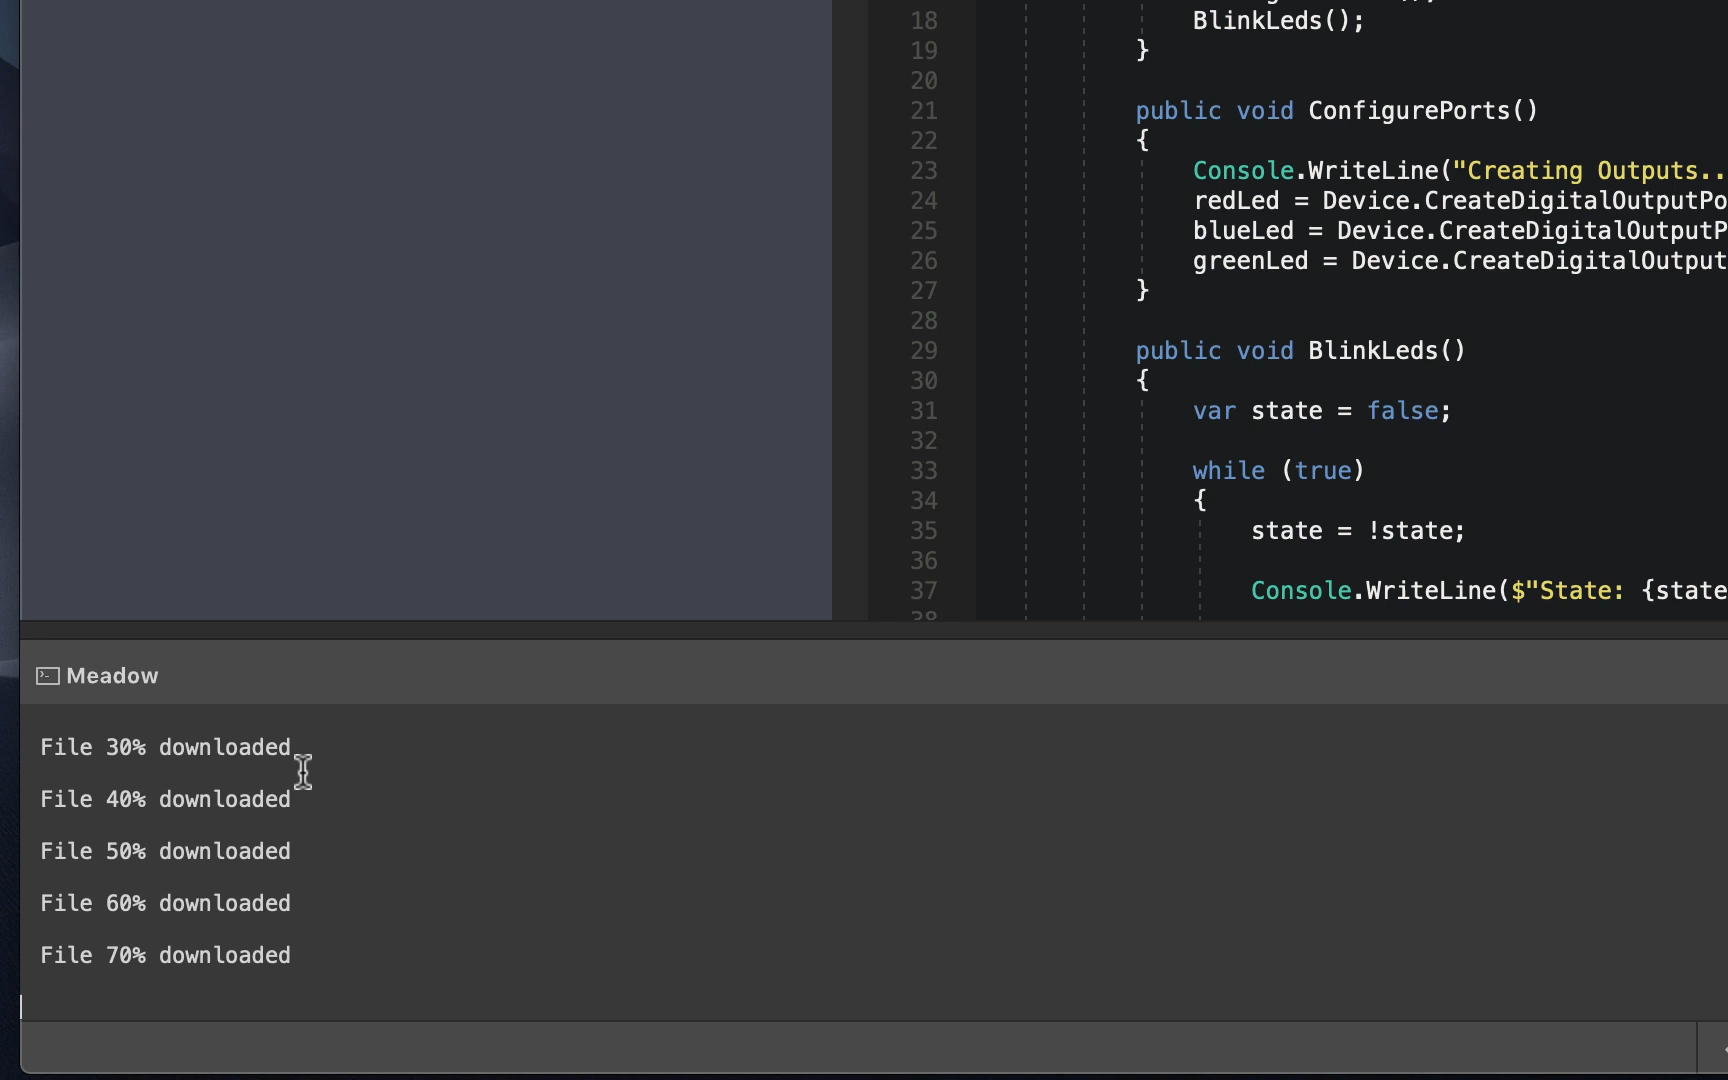 18 BlinkLeds();
19 }
20
21 public void ConfigurePorts()
22 {
23 Console.WriteLine("Creating Outputs..
24 redLed = Device.CreateDigitalOutputPo
25 blueLed = Device.CreateDigitalOutputP
26 greenLed = Device.CreateDigitalOutput
27 }
28
29 public void BlinkLeds()
30 {
31 var state = false;
32
33 while (true)
34 {
35 state = !state;
36
37 Console.WriteLine($"State: {state
38
Meadow
File 30% downloaded
File 40% downloaded
File 50% downloaded
File 60% downloaded
File 70% downloaded